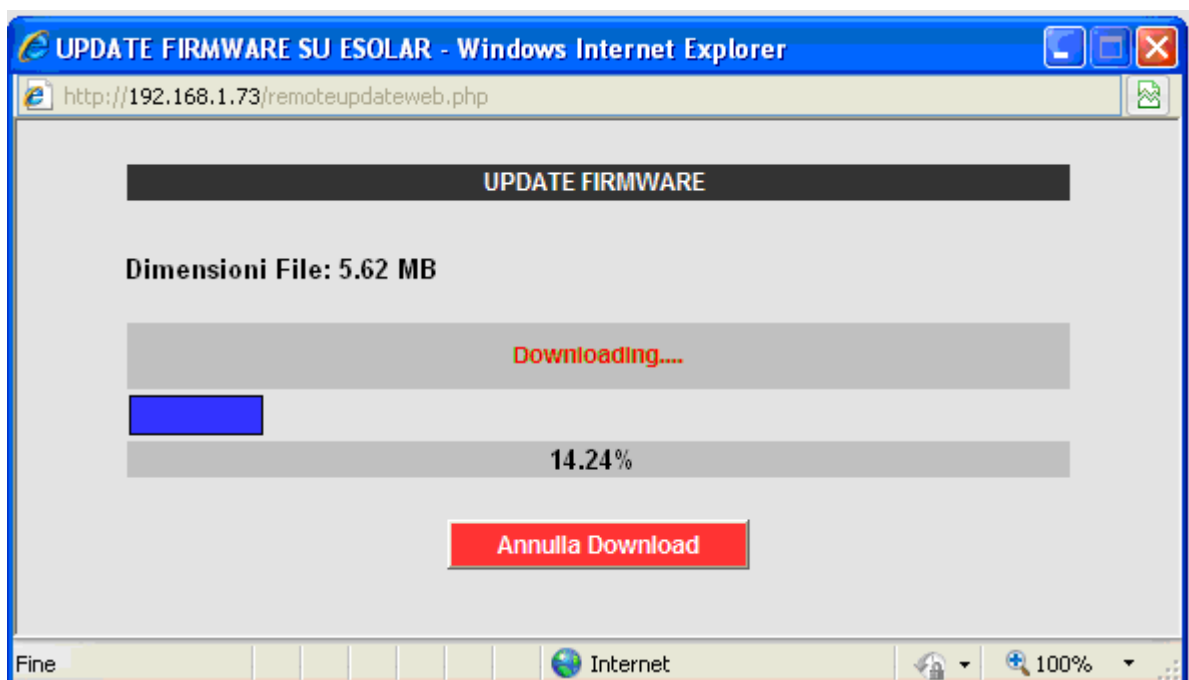 UPDATE FIRMWARE SU ESOLAR - Windows Internet Explorer
http://192.168.1.73/remoteupdateweb.php
UPDATE FIRMWARE
Dimensioni File: 5.62 MB
Downloading....
14.24%
Annulla Download
Fine Internet 100%